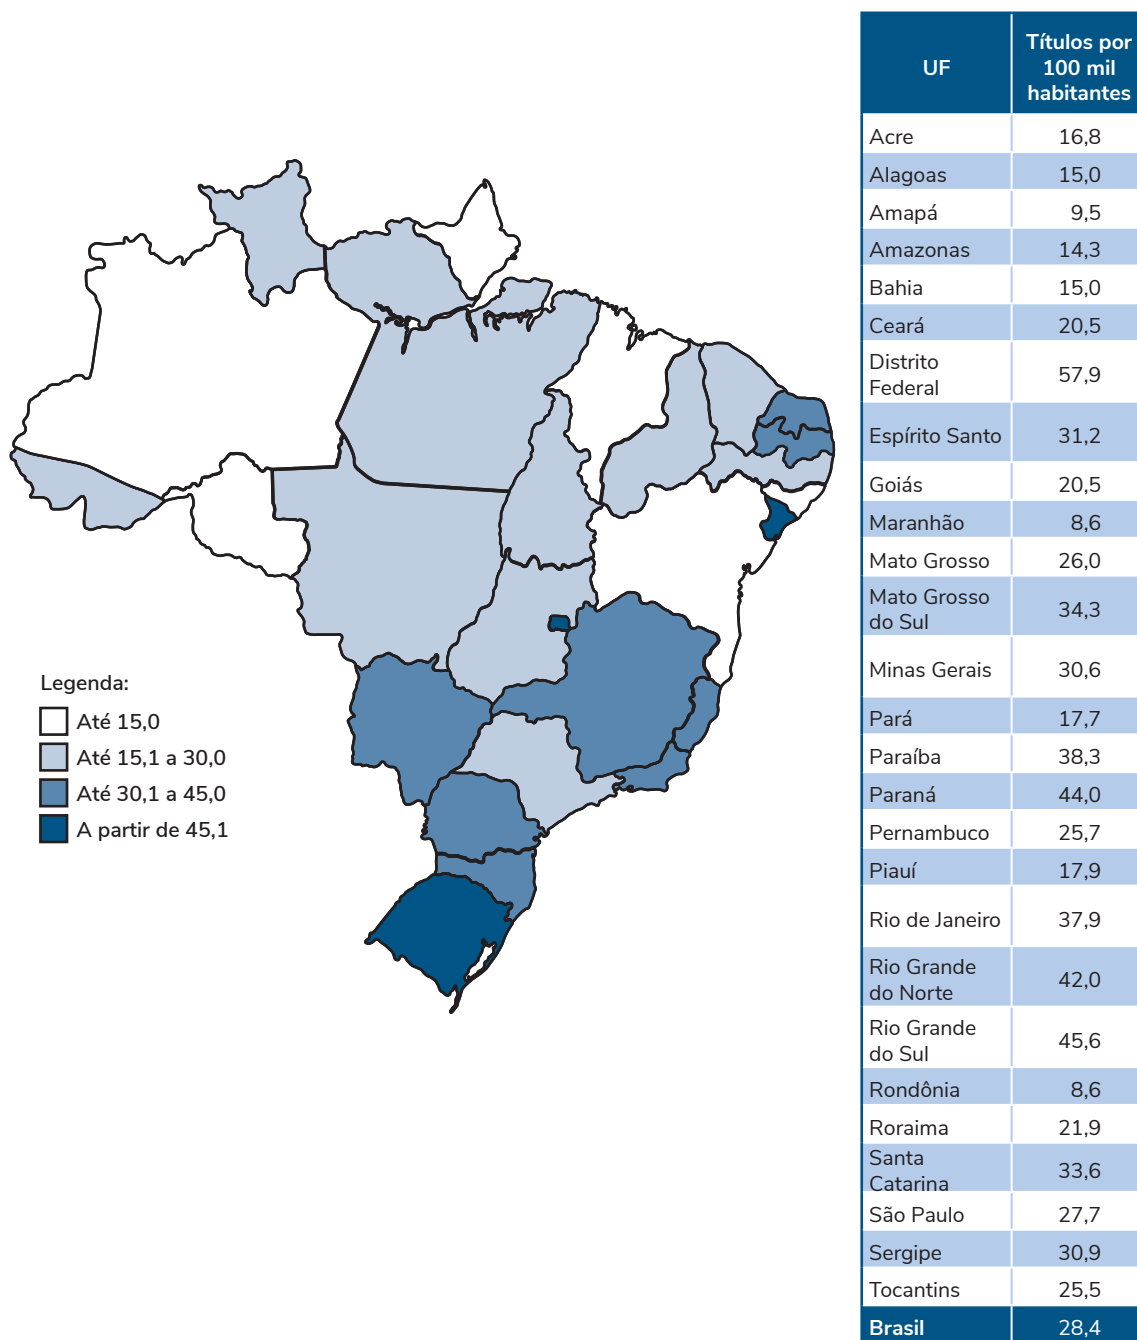 Legenda:
Até 15,0
Até 15,1 a 30,0
Até 30,1 a 45,0
A partir de 45,1
UF
Títulos por
100 mil
habitantes
Acre 16,8
Alagoas 15,0
Amapá 9,5
Amazonas 14,3
Bahia 15,0
Ceará 20,5
Distrito
Federal 57,9
Espírito Santo 31,2
Goiás 20,5
Maranhão 8,6
Mato Grosso 26,0
Mato Grosso
do Sul 34,3
Minas Gerais 30,6
Pará 17,7
Paraíba 38,3
Paraná 44,0
Pernambuco 25,7
Piauí 17,9
Rio de Janeiro 37,9
Rio Grande
do Norte 42,0
Rio Grande
do Sul 45,6
Rondônia 8,6
Roraima 21,9
Santa
Catarina 33,6
São Paulo 27,7
Sergipe 30,9
Tocantins 25,5
Brasil 28,4